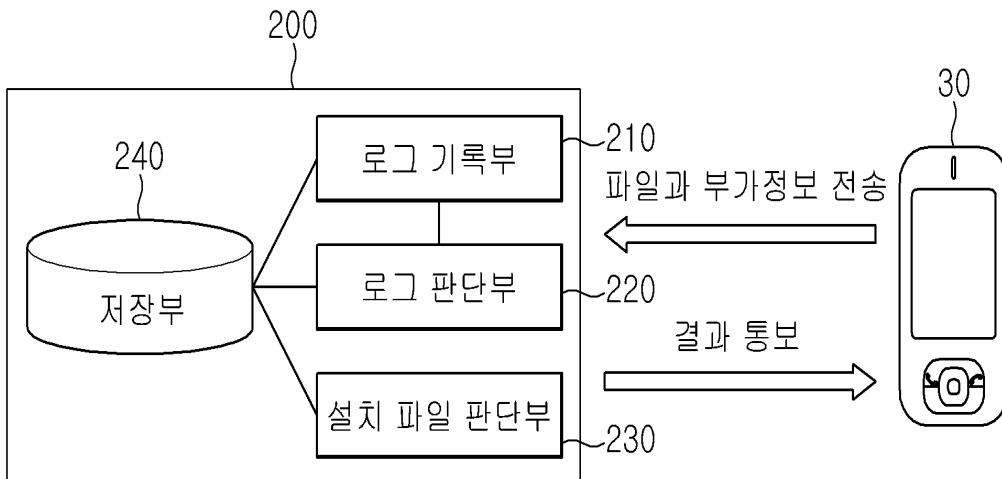 200
30
210
240
로그 기록부
파일과 부가정보 전송
로그 판단부
220
저장부
결과 통보
설치 파일 판단부
230